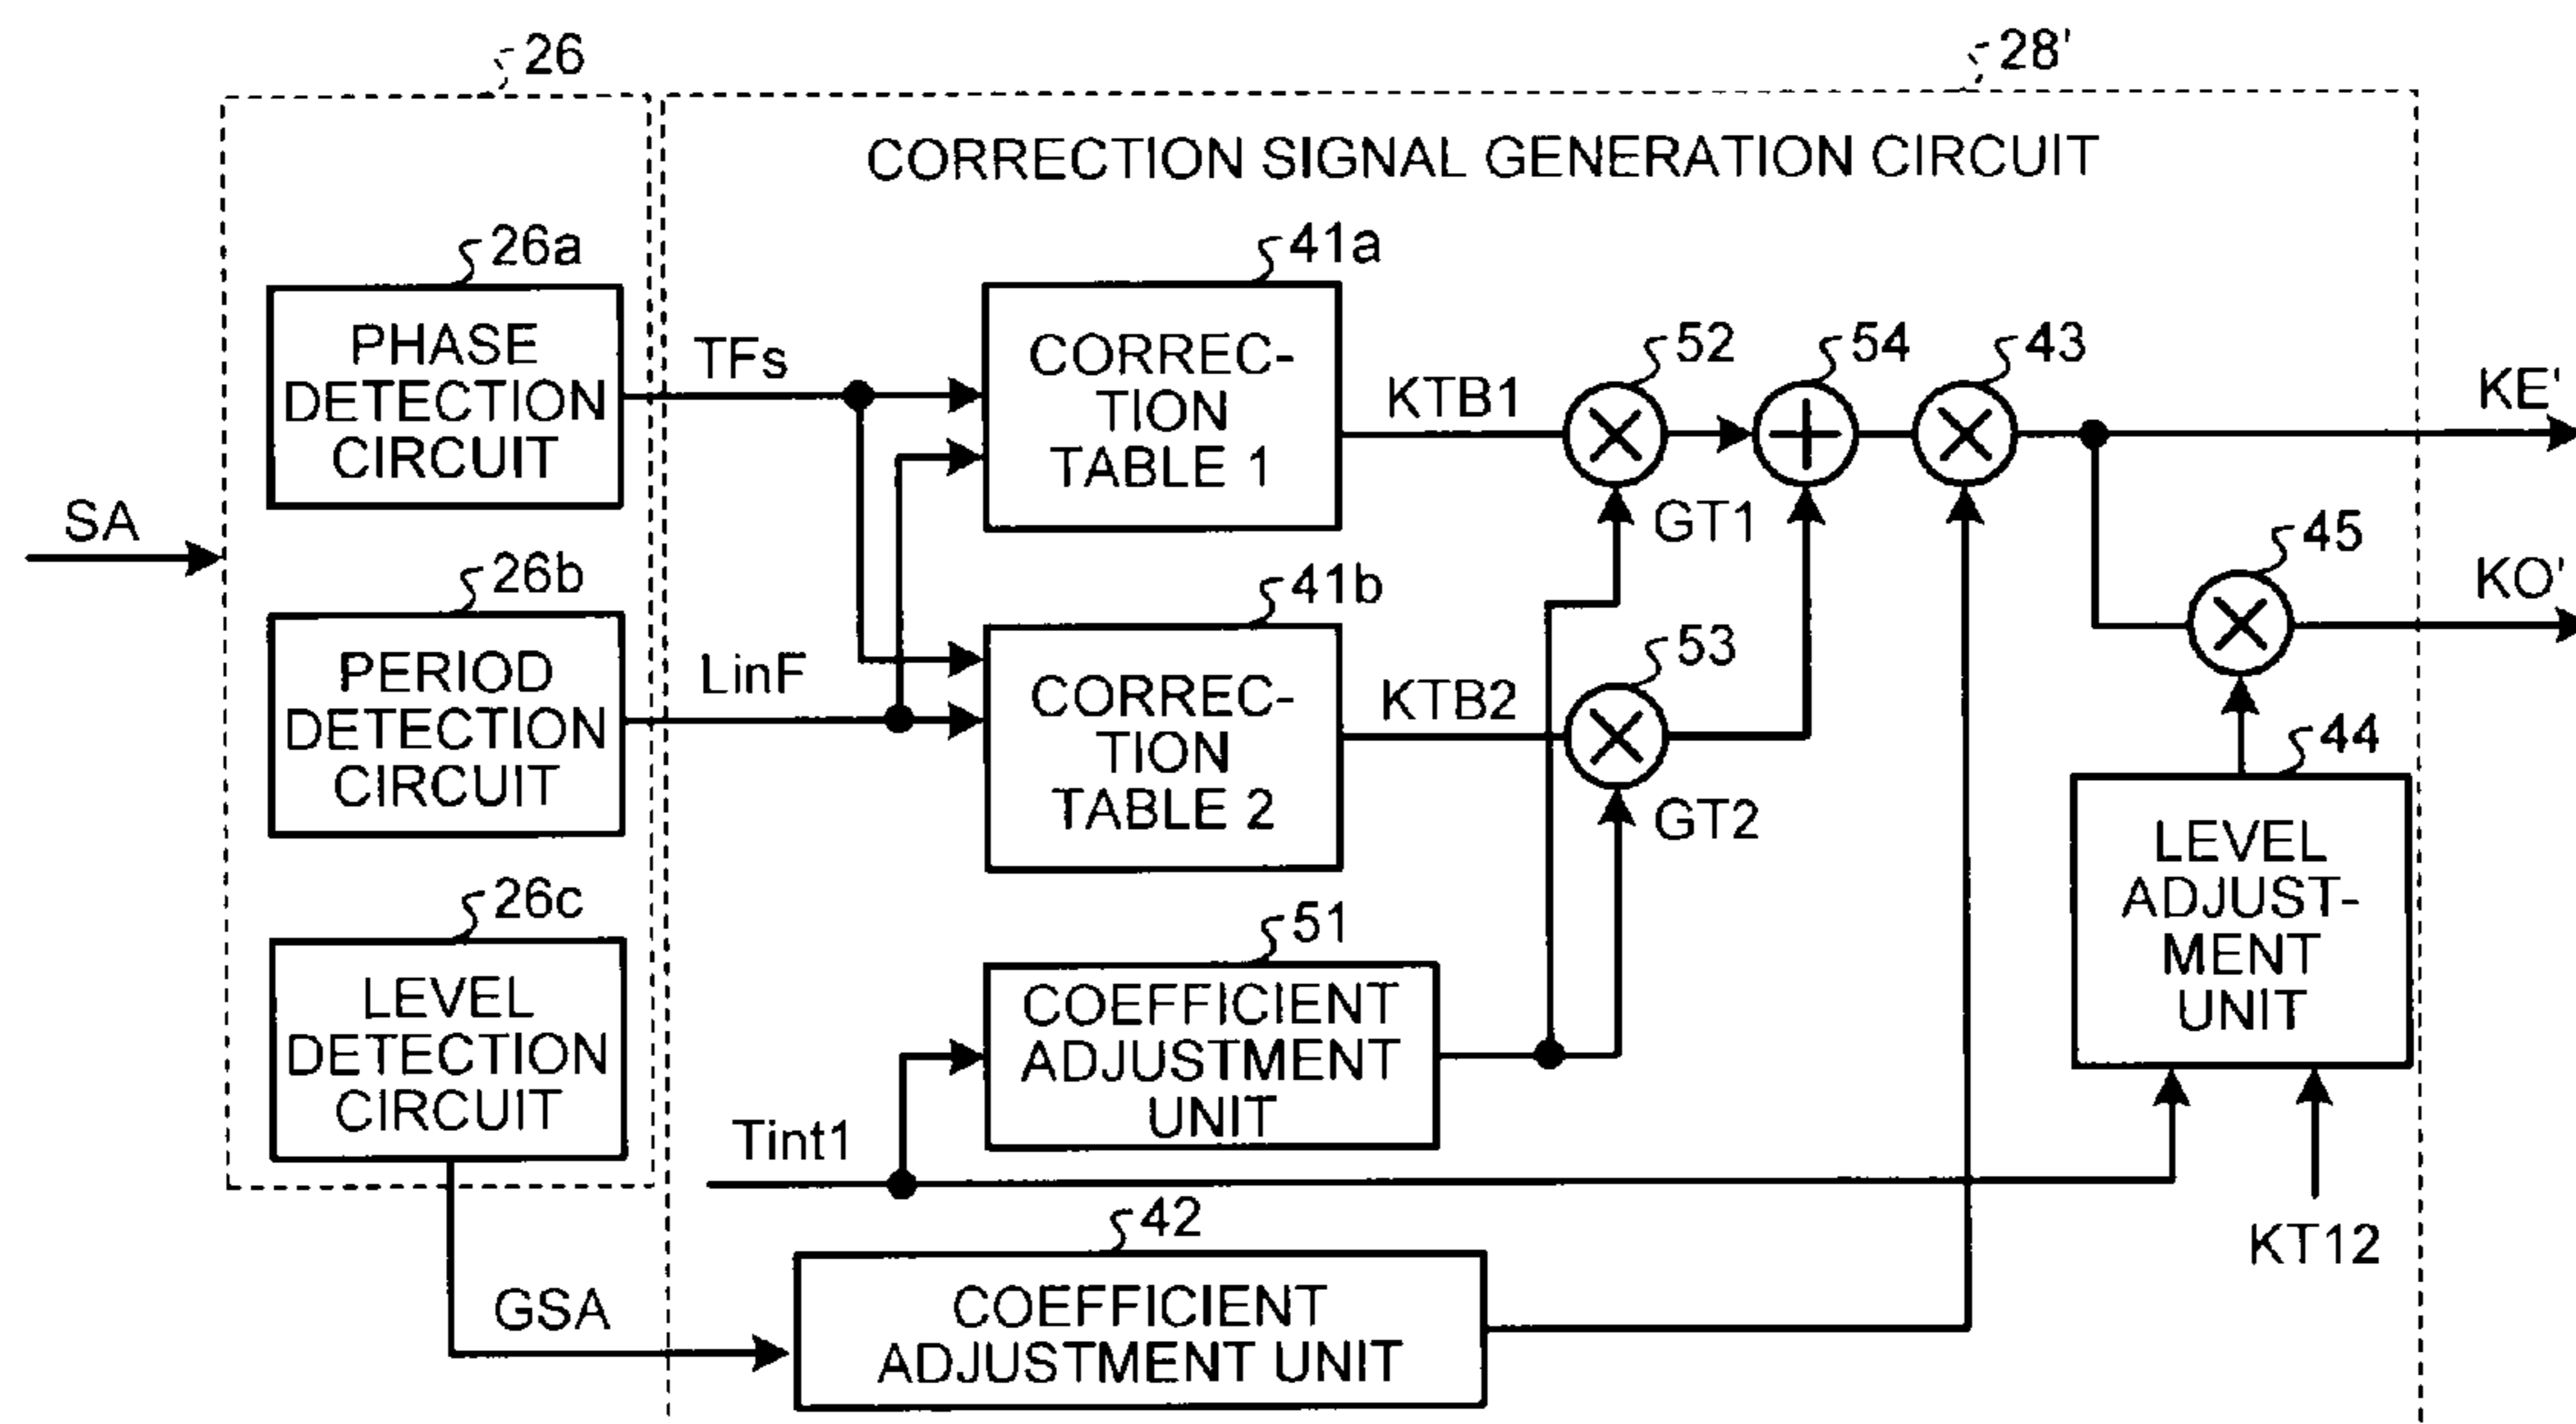 26
28'
CORRECTION SIGNAL GENERATION CIRCUIT
26a
PHASE
DETECTION
CIRCUIT
SA
26b
PERIOD
DETECTION
CIRCUIT
26c
LEVEL
DETECTION
CIRCUIT
TFs
LinF
41a
CORREC-
TION
TABLE 1
41b
CORREC-
TION
TABLE 2
KTB1
52
54
43
KE'
GT1
45
KO'
KTB2
53
GT2
44
LEVEL
ADJUST-
MENT
UNIT
51
COEFFICIENT
ADJUSTMENT
UNIT
Tint1
KT12
42
GSA
COEFFICIENT
ADJUSTMENT UNIT